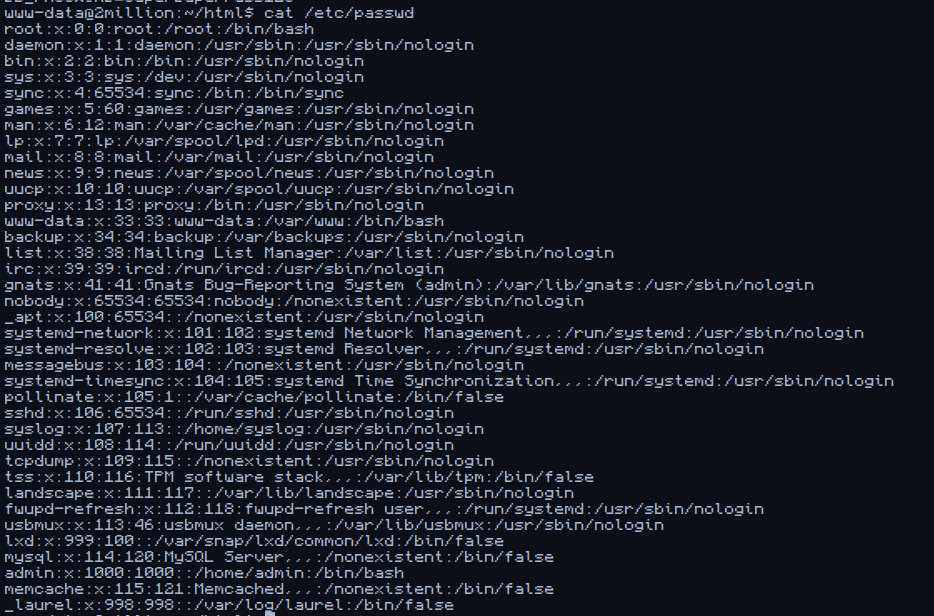 www-data@2million:~/html$ cat /etc/passwd
root:x:0:0:root:/root:/bin/bash
daemon:x:1:1:daemon:/usr/sbin:/usr/sbin/nologin
bin:x:2:2:bin:/bin:/usr/sbin/nologin
sys:x:3:3:sys:/dev:/usr/sbin/nologin
sync:x:4:65534:sync:/bin:/bin/sync
games:x:5:60:games:/usr/games:/usr/sbin/nologin
man:x:6:12:man:/var/cache/man:/usr/sbin/nologin
lp:x:7:7:lp:/var/spool/lpd:/usr/sbin/nologin
mail:x:8:8:mail:/var/mail:/usr/sbin/nologin
news:x:9:9:news:/var/spool/news:/usr/sbin/nologin
uucp:x:10:10:uucp:/var/spool/uucp:/usr/sbin/nologin
proxy:x:13:13:proxy:/bin:/usr/sbin/nologin
www-data:x:33:33:www-data:/var/www:/bin/bash
backup:x:34:34:backup:/var/backups:/usr/sbin/nologin
list:x:38:38:Mailing List Manager:/var/list:/usr/sbin/nologin
irc:x:39:39:ircd:/run/ircd:/usr/sbin/nologin
gnats:x:41:41:Gnats Bug-Reporting System (admin):/var/lib/gnats:/usr/sbin/nologin
nobody:x:65534:65534:nobody:/nonexistent:/usr/sbin/nologin
_apt:x:100:65534::/nonexistent:/usr/sbin/nologin
systemd-network:x:101:102:systemd Network Management,,,:/run/systemd:/usr/sbin/nologin
systemd-resolve:x:102:103:systemd Resolver,,,:/run/systemd:/usr/sbin/nologin
messagebus:x:103:104::/nonexistent:/usr/sbin/nologin
systemd-timesync:x:104:105:systemd Time Synchronization,,,:/run/systemd:/usr/sbin/nologin
pollinate:x:105:1::/var/cache/pollinate:/bin/false
sshd:x:106:65534::/run/sshd:/usr/sbin/nologin
syslog:x:107:113::/home/syslog:/usr/sbin/nologin
uuidd:x:108:114::/run/uuidd:/usr/sbin/nologin
tcpdump:x:109:115::/nonexistent:/usr/sbin/nologin
tss:x:110:116:TPM software stack,,,:/var/lib/tpm:/bin/false
landscape:x:111:117::/var/lib/landscape:/usr/sbin/nologin
fwupd-refresh:x:112:118:fwupd-refresh user,,,:/run/systemd:/usr/sbin/nologin
usbmux:x:113:46:usbmux daemon,,,:/var/lib/usbmux:/usr/sbin/nologin
lxd:x:999:100::/var/snap/lxd/common/lxd:/bin/false
mysql:x:114:120:MySQL Server,,,:/nonexistent:/bin/false
admin:x:1000:1000::/home/admin:/bin/bash
memcache:x:115:121:Memcached,,,:/nonexistent:/bin/false
_laurel:x:998:998::/var/log/laurel:/bin/false